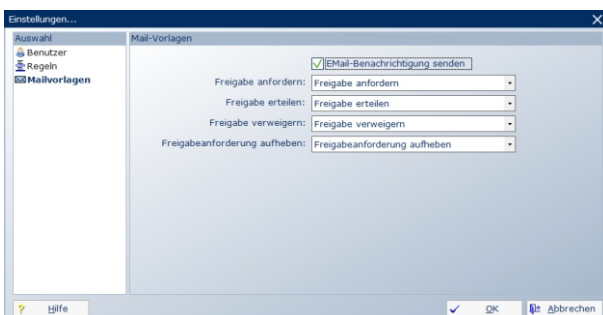 Einstellungen...
Auswahl
Benutzer
Regeln
Mailvorlagen
Mail-Vorlagen
EMail-Benachrichtigung senden
Freigabe anfordern: Freigabe anfordern
Freigabe erteilen: Freigabe erteilen
Freigabe verweigern: Freigabe verweigern
Freigabeanforderung aufheben: Freigabeanforderung aufheben
Hilfe
OK
Abbrechen